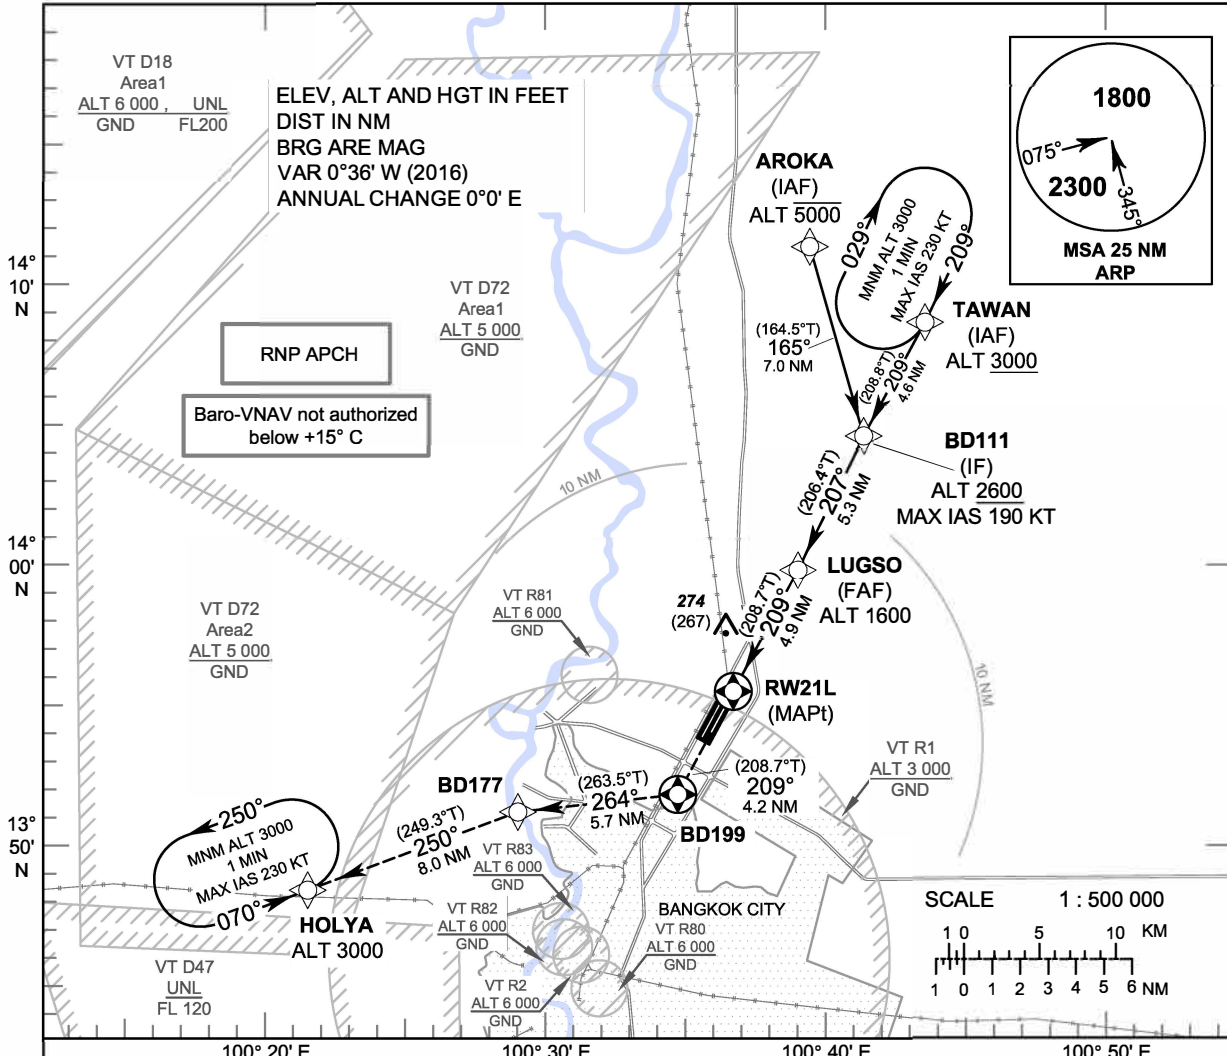 VT D18
Area1
ALT 6 000 , UNL
GND FL200
ELEV, ALT AND HGT IN FEET
DIST IN NM
BRG ARE MAG
VAR 0°36' W (2016)
ANNUAL CHANGE 0°0' E
1800
075°
2300
345°
MSA 25 NM
ARP
AROKA
(IAF)
ALT 5000
029°
MNM ALT 3000
1 MIN
MAX IAS 230 KT
209°
TAWAN
(IAF)
ALT 3000
14°
10'
N
VT D72
Area1
ALT 5 000
GND
(164.5°T)
165°
7.0 NM
(208.8°T)
209°
4.6 NM
RNP APCH
Baro-VNAV not authorized
below +15° C
BD111
(IF)
ALT 2600
MAX IAS 190 KT
10 NM
(206.4°T)
207°
5.3 NM
14°
00'
N
LUGSO
(FAF)
ALT 1600
VT D72
Area2
ALT 5 000
GND
VT R81
ALT 6 000
GND
274
(267)
(208.7°T)
209°
4.9 NM
10 NM
RW21L
(MAPt)
VT R1
ALT 3 000
GND
BD177
(263.5°T)
264°
5.7 NM
(208.7°T)
209°
4.2 NM
BD199
13°
50'
N
250°
MNM ALT 3000
1 MIN
MAX IAS 230 KT
070°
(249.3°T)
250°
8.0 NM
HOLYA
ALT 3000
VT R83
ALT 6 000
GND
VT R82
ALT 6 000
GND
BANGKOK CITY
VT R80
ALT 6 000
GND
VT R2
ALT 6 000
GND
VT D47
UNL
FL 120
SCALE 1 : 500 000
1 0 5 10 KM
1 0 1 2 3 4 5 6 NM
100° 20' E
100° 30' E
100° 40' E
100° 50' E